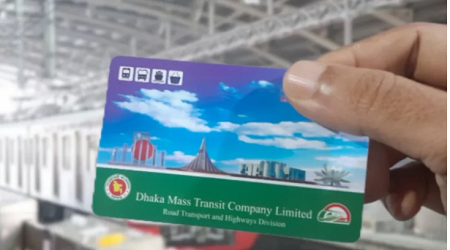 Dhaka Mass Transit Company Limited
Road Transport and Highways Division